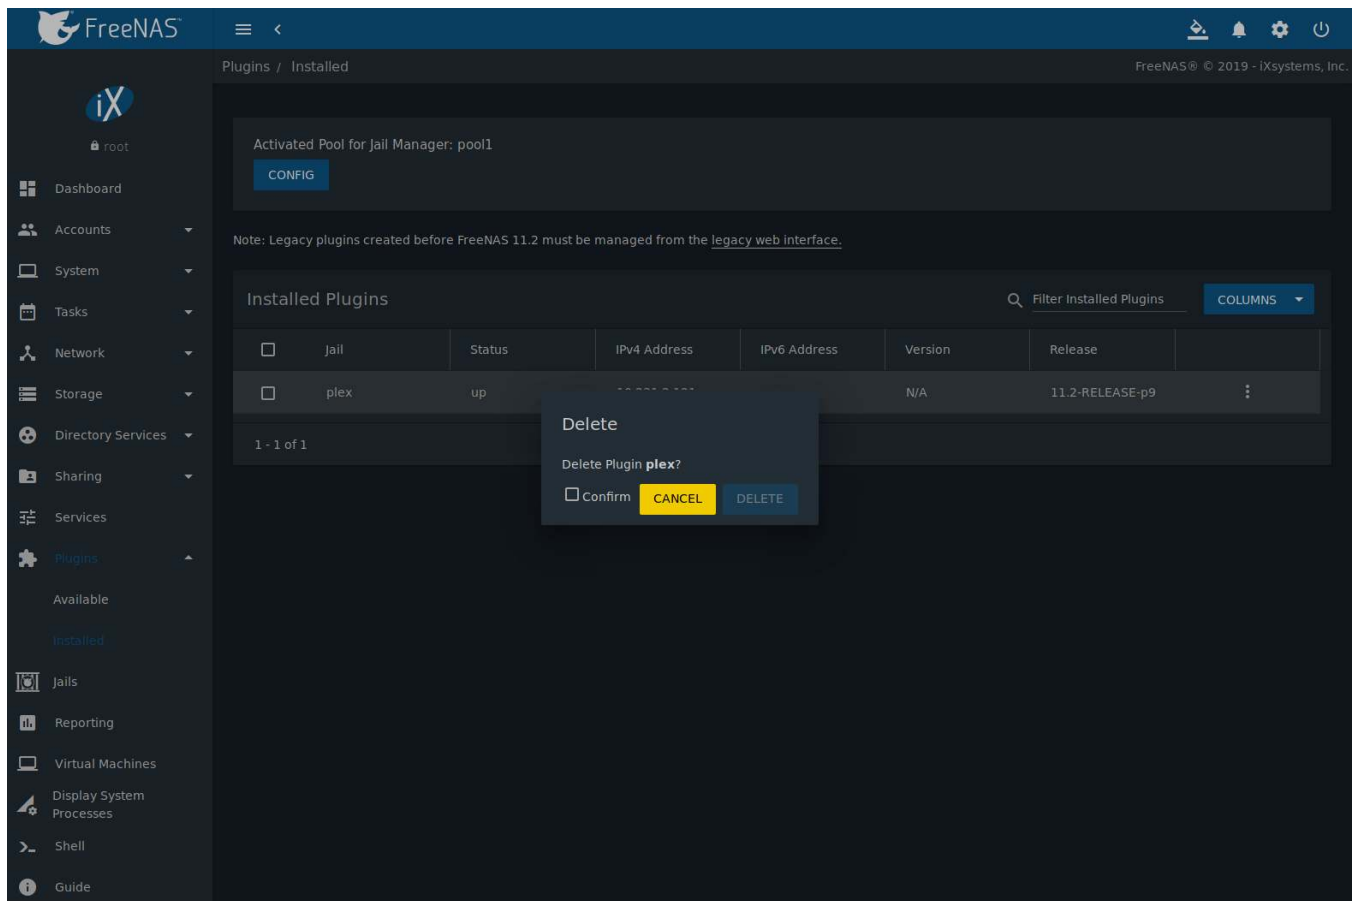 FreeNAS
Plugins / Installed
FreeNAS® © 2019 - iXsystems, Inc.
iX
root
Dashboard
Accounts
System
Tasks
Network
Storage
Directory Services
Sharing
Services
Plugins
Available
Installed
Jails
Reporting
Virtual Machines
Display System
Processes
Shell
Guide
Activated Pool for Jail Manager: pool1
CONFIG
Note: Legacy plugins created before FreeNAS 11.2 must be managed from the legacy web interface.
Installed Plugins
Filter Installed Plugins
COLUMNS
Jail Status IPv4 Address IPv6 Address Version Release
plex up N/A 11.2-RELEASE-p9
1 - 1 of 1
Delete
Delete Plugin plex?
Confirm CANCEL DELETE